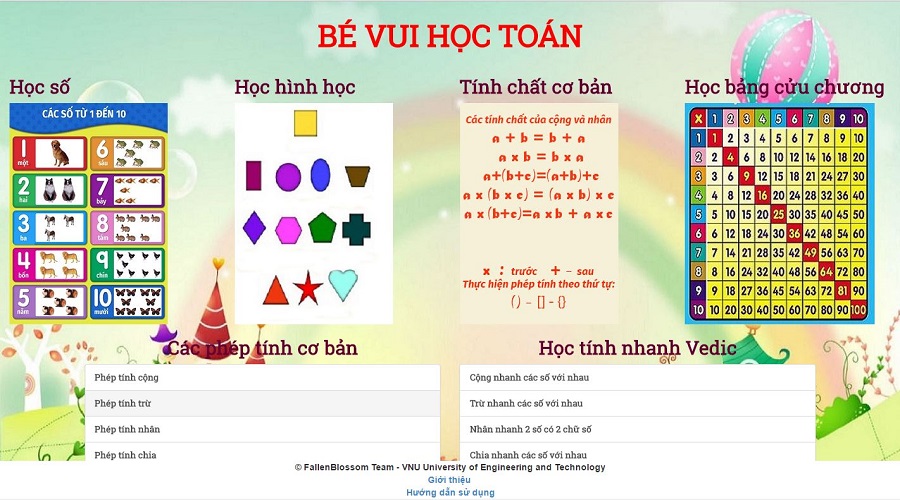 BÉ VUI HỌC TOÁN
Học số
CÁC SỐ TỪ 1 ĐẾN 10
1 một
6 sáu
2 hai
7 bảy
3 ba
8 tám
4 bốn
9 chín
5 năm
10 mười
Học hình học
Tính chất cơ bản
Các tính chất của cộng và nhân
a + b = b + a
a x b = b x a
a+(b+c)=(a+b)+c
a x (b x c) = (a x b) x c
a x (b+c)=a x b + a x c
x : trước + - sau
Thực hiện phép tính theo thứ tự:
( ) - [] - {}
Học bảng cửu chương
X 1 2 3 4 5 6 7 8 9 10
1 1 2 3 4 5 6 7 8 9 10
2 2 4 6 8 10 12 14 16 18 20
3 3 6 9 12 15 18 21 24 27 30
4 4 8 12 16 20 24 28 32 36 40
5 5 10 15 20 25 30 35 40 45 50
6 6 12 18 24 30 36 42 48 54 60
7 7 14 21 28 35 42 49 56 63 70
8 8 16 24 32 40 48 56 64 72 80
9 9 18 27 36 45 54 63 72 81 90
10 10 20 30 40 50 60 70 80 90 100
Các phép tính cơ bản
Phép tính cộng
Phép tính trừ
Phép tính nhân
Phép tính chia
Học tính nhanh Vedic
Cộng nhanh các số với nhau
Trừ nhanh các số với nhau
Nhân nhanh 2 số có 2 chữ số
Chia nhanh các số với nhau
© FallenBlossom Team - VNU University of Engineering and Technology
Giới thiệu
Hướng dẫn sử dụng